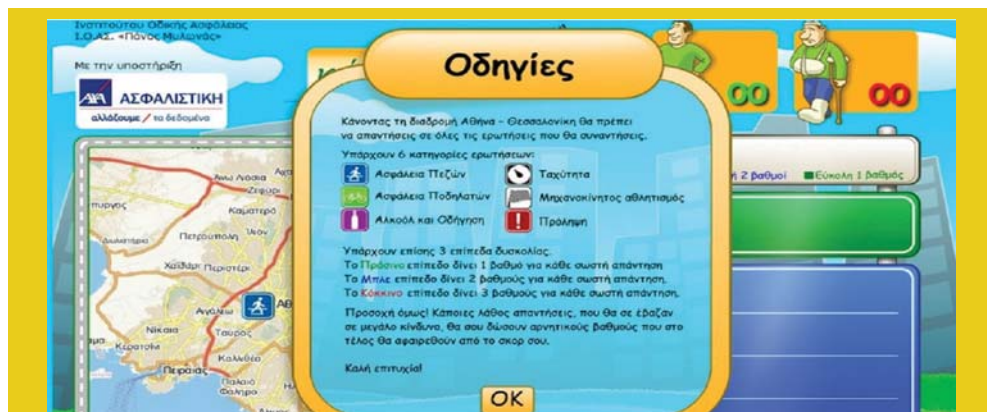 Ινστιτούτου Οδικής Ασφάλειας
Ι.Ο.ΑΣ. «Πάνος Μυλωνάς»
Με την υποστήριξη
AXA ΑΣΦΑΛΙΣΤΙΚΗ
αλλάζουμε / τα δεδομένα
Οδηγίες
00
00
Κάνοντας τη διαδρομή Αθήνα - Θεσσαλονίκη θα πρέπει
να απαντήσεις σε όλες τις ερωτήσεις που θα συναντήσεις.
Υπάρχουν 6 κατηγορίες ερωτήσεων:
Ασφάλεια Πεζών
Ταχύτητα
Ασφάλεια Ποδηλατών
Μηχανοκίνητος αθλητισμός
Αλκοόλ και Οδήγηση
Πρόληψη
Υπάρχουν επίσης 3 επίπεδα δυσκολίας.
Το Πράσινο επίπεδο δίνει 1 βαθμό για κάθε σωστή απάντηση
Το Μπλε επίπεδο δίνει 2 βαθμούς για κάθε σωστή απάντηση.
Το Κόκκινο επίπεδο δίνει 3 βαθμούς για κάθε σωστή απάντηση.
Προσοχή όμως! Κάποιες λάθος απαντήσεις, που θα σε έβαζαν
σε μεγάλο κίνδυνο, θα σου δώσουν αρνητικούς βαθμούς που στο
τέλος θα αφαιρεθούν από το σκορ σου.
Καλή επιτυχία!
OK
2 βαθμοί
Εύκολη 1 βαθμός
Άνω Λιόσια
Ζεφύρι
Καματερό
Πετρούπολη
Ίλιον
Χαϊδάρι
Περιστέρι
Αιγάλεω
Νίκαια
Ταύρος
Κερατσίνι
Καλλιθέα
Πειραιάς
Παλαιό
Φάληρο